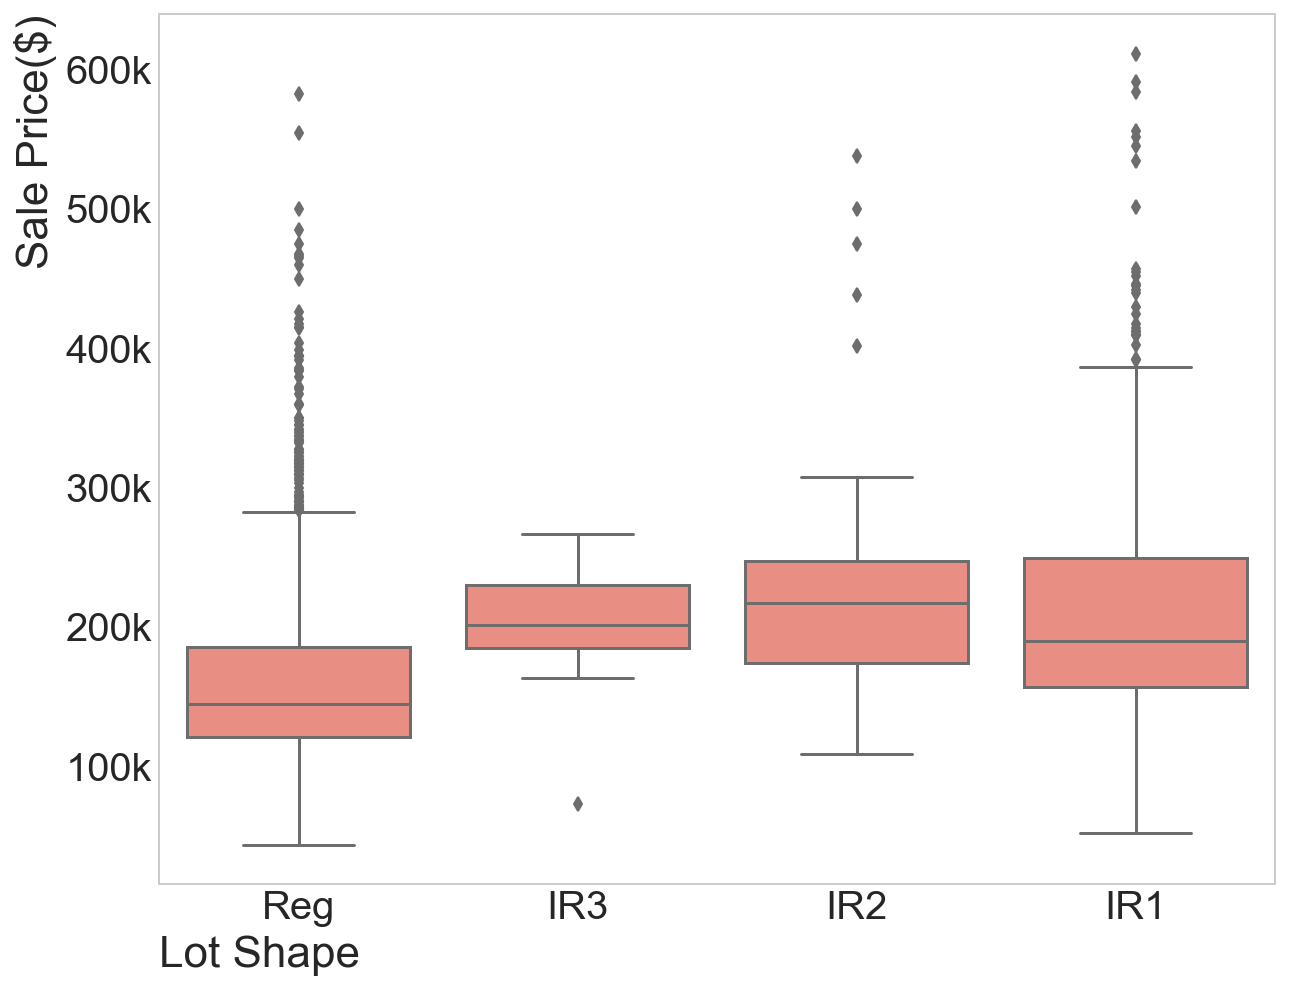 Sale Price($)
600k
500k
400k
300k
200k
100k
Reg
IR3
IR2
IR1
Lot Shape